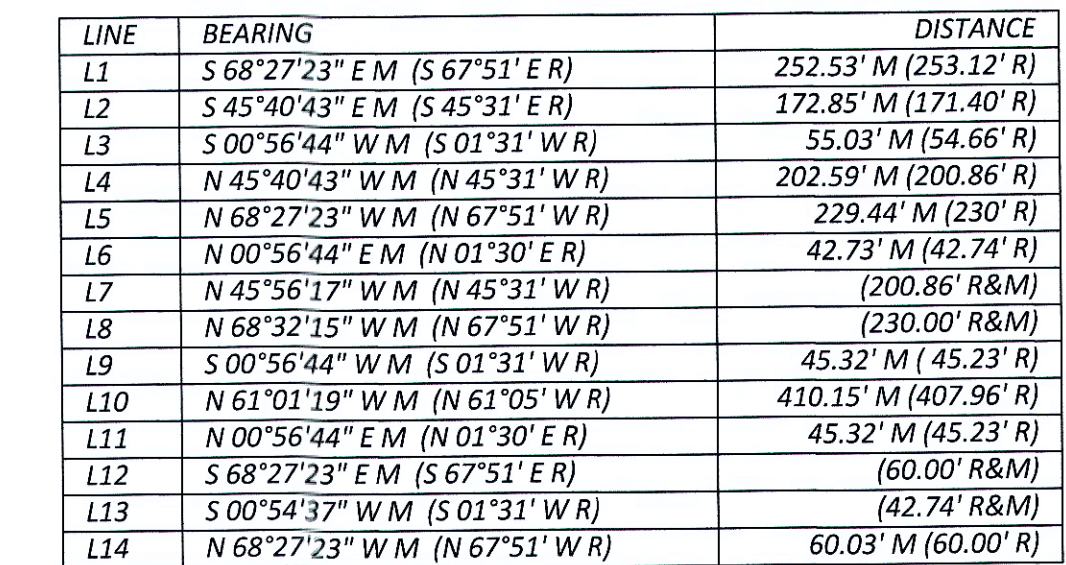 LINE BEARING DISTANCE
L1 S 68°27'23" E M (S 67°51' E R) 252.53' M (253.12' R)
L2 S 45°40'43" E M (S 45°31' E R) 172.85' M (171.40' R)
L3 S 00°56'44" W M (S 01°31' W R) 55.03' M (54.66' R)
L4 N 45°40'43" W M (N 45°31' W R) 202.59' M (200.86' R)
L5 N 68°27'23" W M (N 67°51' W R) 229.44' M (230' R)
L6 N 00°56'44" E M (N 01°30' E R) 42.73' M (42.74' R)
L7 N 45°56'17" W M (N 45°31' W R) (200.86' R&M)
L8 N 68°32'15" W M (N 67°51' W R) (230.00' R&M)
L9 S 00°56'44" W M (S 01°31' W R) 45.32' M ( 45.23' R)
L10 N 61°01'19" W M (N 61°05' W R) 410.15' M (407.96' R)
L11 N 00°56'44" E M (N 01°30' E R) 45.32' M (45.23' R)
L12 S 68°27'23" E M (S 67°51' E R) (60.00' R&M)
L13 S 00°54'37" W M (S 01°31' W R) (42.74' R&M)
L14 N 68°27'23" W M (N 67°51' W R) 60.03' M (60.00' R)